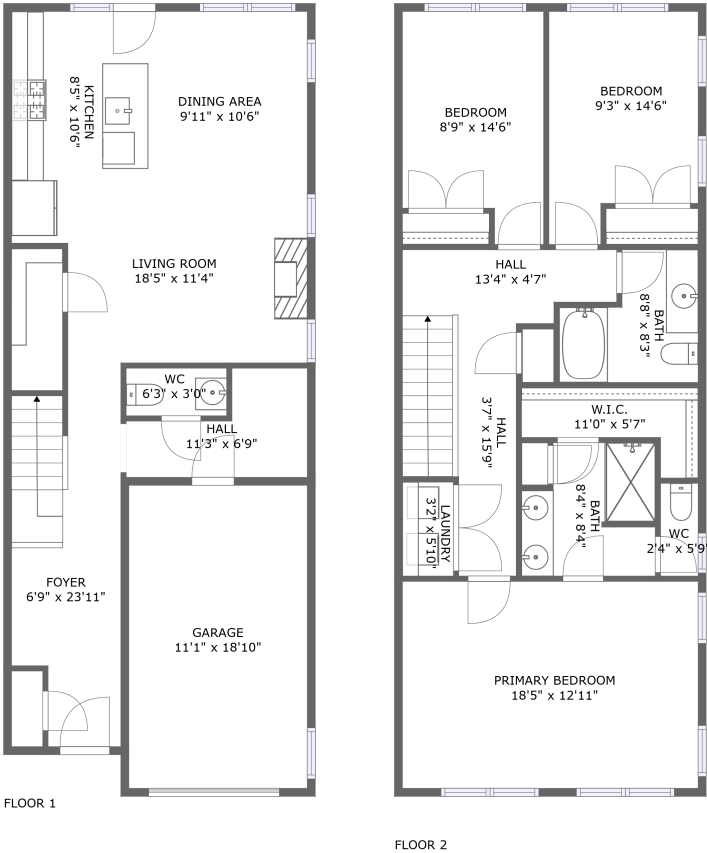 KITCHEN
8'5" x 10'6"
DINING AREA
9'11" x 10'6"
LIVING ROOM
18'5" x 11'4"
WC
6'3" x 3'0"
HALL
11'3" x 6'9"
FOYER
6'9" x 23'11"
GARAGE
11'1" x 18'10"
FLOOR 1
BEDROOM
8'9" x 14'6"
BEDROOM
9'3" x 14'6"
HALL
13'4" x 4'7"
BATH
8'8" x 8'3"
HALL
3'7" x 15'9"
W.I.C.
11'0" x 5'7"
LAUNDRY
3'2" x 5'10"
BATH
8'4" x 8'4"
WC
2'4" x 5'9"
PRIMARY BEDROOM
18'5" x 12'11"
FLOOR 2